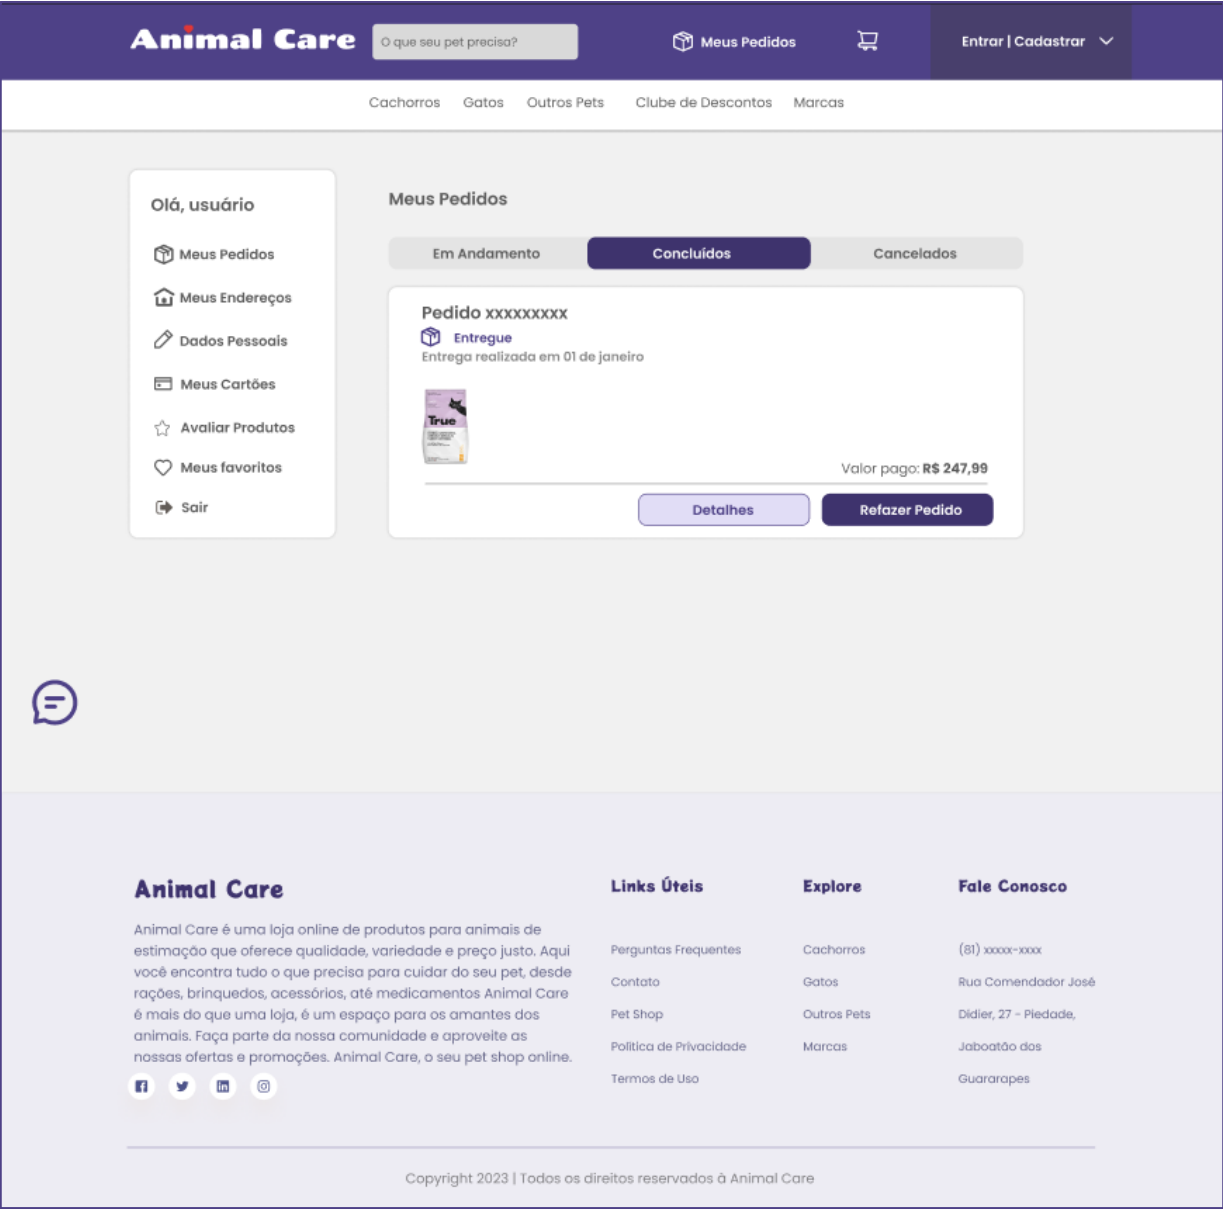 Animal Care
O que seu pet precisa?
Meus Pedidos
Entrar | Cadastrar
Cachorros Gatos Outros Pets Clube de Descontos Marcas
Olá, usuário
Meus Pedidos
Meus Endereços
Dados Pessoais
Meus Cartões
Avaliar Produtos
Meus favoritos
Sair
Meus Pedidos
Em Andamento Concluídos Cancelados
Pedido xxxxxxxxx
Entregue
Entrega realizada em 01 de janeiro
True
Valor pago: R$ 247,99
Detalhes Refazer Pedido
Animal Care
Animal Care é uma loja online de produtos para animais de
estimação que oferece qualidade, variedade e preço justo. Aqui
você encontra tudo o que precisa para cuidar do seu pet, desde
rações, brinquedos, acessórios, até medicamentos Animal Care
é mais do que uma loja, é um espaço para os amantes dos
animais. Faça parte da nossa comunidade e aproveite as
nossas ofertas e promoções. Animal Care, o seu pet shop online.
Links Úteis
Perguntas Frequentes
Contato
Pet Shop
Política de Privacidade
Termos de Uso
Explore
Cachorros
Gatos
Outros Pets
Marcas
Fale Conosco
(81) xxxxx-xxxx
Rua Comendador José
Didier, 27 - Piedade,
Jaboatão dos
Guararapes
Copyright 2023 | Todos os direitos reservados à Animal Care